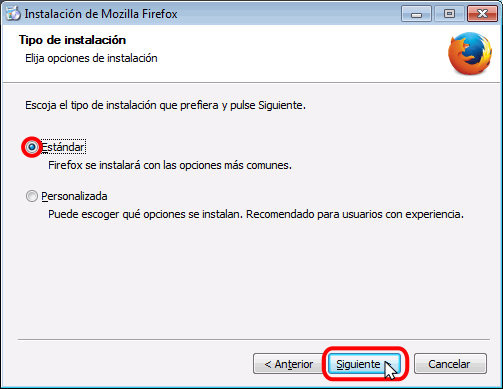 Instalación de Mozilla Firefox
Tipo de instalación
Elija opciones de instalación
Escoja el tipo de instalación que prefiera y pulse Siguiente.
Estándar
Firefox se instalará con las opciones más comunes.
Personalizada
Puede escoger qué opciones se instalan. Recomendado para usuarios con experiencia.
< Anterior Siguiente > Cancelar